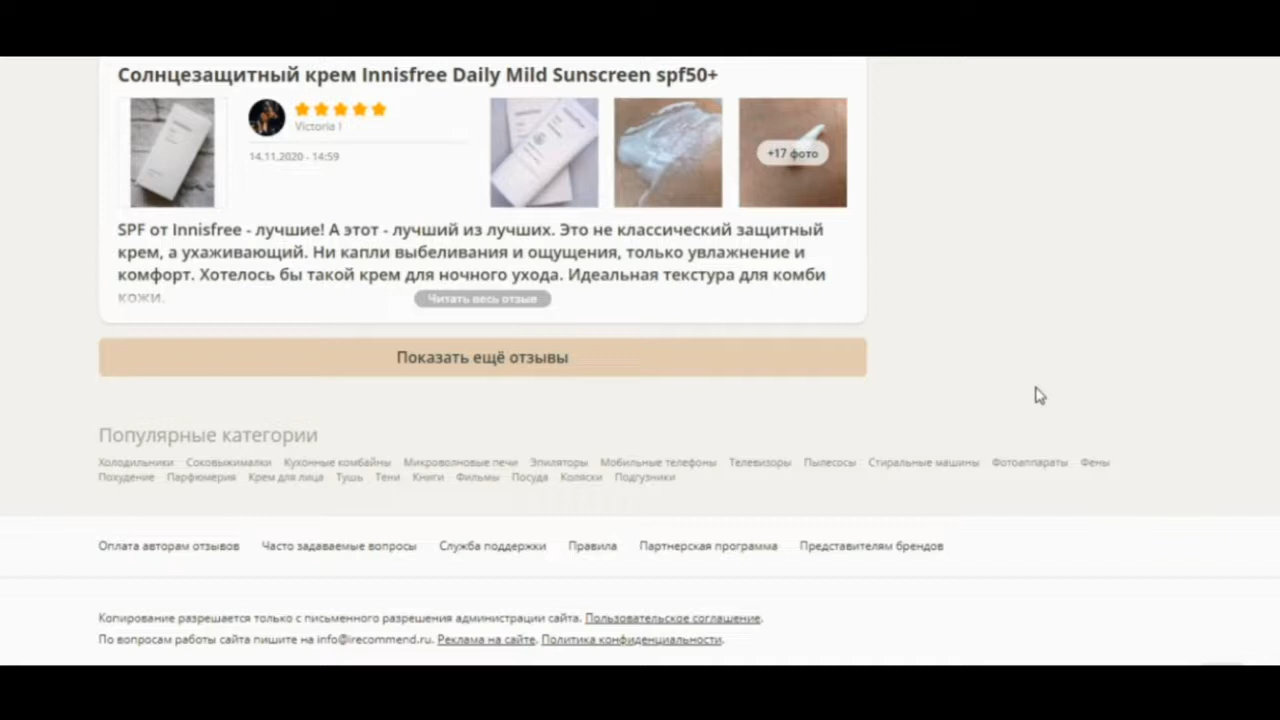 Солнцезащитный крем Innisfree Daily Mild Sunscreen spf50+
Victoria !
14.11.2020 - 14:59
+17 фото
SPF от Innisfree - лучшие! А этот - лучший из лучших. Это не классический защитный
крем, а ухаживающий. Ни капли выбеливания и ощущения, только увлажнение и
комфорт. Хотелось бы такой крем для ночного ухода. Идеальная текстура для комби
кожи.
Читать весь отзыв
Показать ещё отзывы
Популярные категории
Холодильники Соковыжималки Кухонные комбайны Микроволновые печи Эпиляторы Мобильные телефоны Телевизоры Пылесосы Стиральные машины Фотоаппараты Фены
Похудение Парфюмерия Крем для лица Тушь Тени Книги Фильмы Посуда Коляски Подгузники
Оплата авторам отзывов Часто задаваемые вопросы Служба поддержки Правила Партнерская программа Представителям брендов
Копирование разрешается только с письменного разрешения администрации сайта. Пользовательское соглашение.
По вопросам работы сайта пишите на info@irecommend.ru. Реклама на сайте. Политика конфиденциальности.